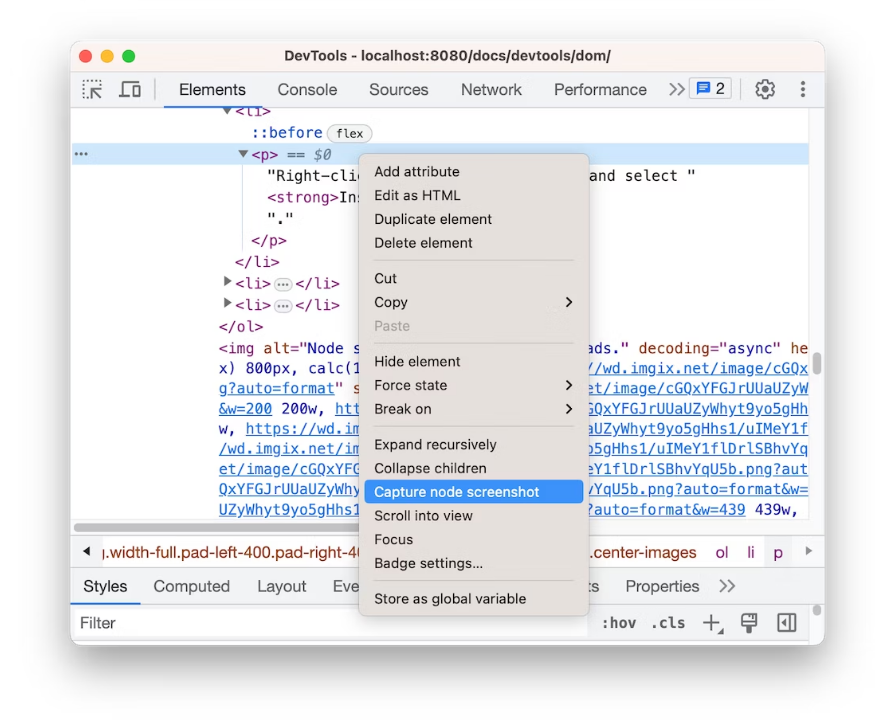 DevTools - localhost:8080/docs/devtools/dom/
Elements Console Sources Network Performance 2
<li>
::before flex
<p> == $0
"Right-cli and select "
<strong>Ins
"."
</p>
</li>
<li> </li>
<li> </li>
</ol>
<img alt="Node s ads." decoding="async" he
x) 800px, calc(1 //wd.imgix.net/image/cGQx
g?auto=format" s et/image/cGQxYFGJrUUaUZyW
&w=200 200w, htt GQxYFGJrUUaUZyWhyt9yo5gHh
w, https://wd.im aUZyWhyt9yo5gHhs1/uIMeY1f
/wd.imgix.net/im o5gHhs1/uIMeY1flDrlSBhvYq
et/image/cGQxYFG eY1flDrlSBhvYqU5b.png?aut
QxYFGJrUUaUZyWhy vYqU5b.png?auto=format&w=
UZyWhyt9yo5gHhs1 ?auto=format&w=439 439w,
Add attribute
Edit as HTML
Duplicate element
Delete element
Cut
Copy
Paste
Hide element
Force state
Break on
Expand recursively
Collapse children
Capture node screenshot
Scroll into view
Focus
Badge settings...
Store as global variable
.width-full.pad-left-400.pad-right-40 .center-images ol li p
Styles Computed Layout Eve ts Properties
Filter :hov .cls